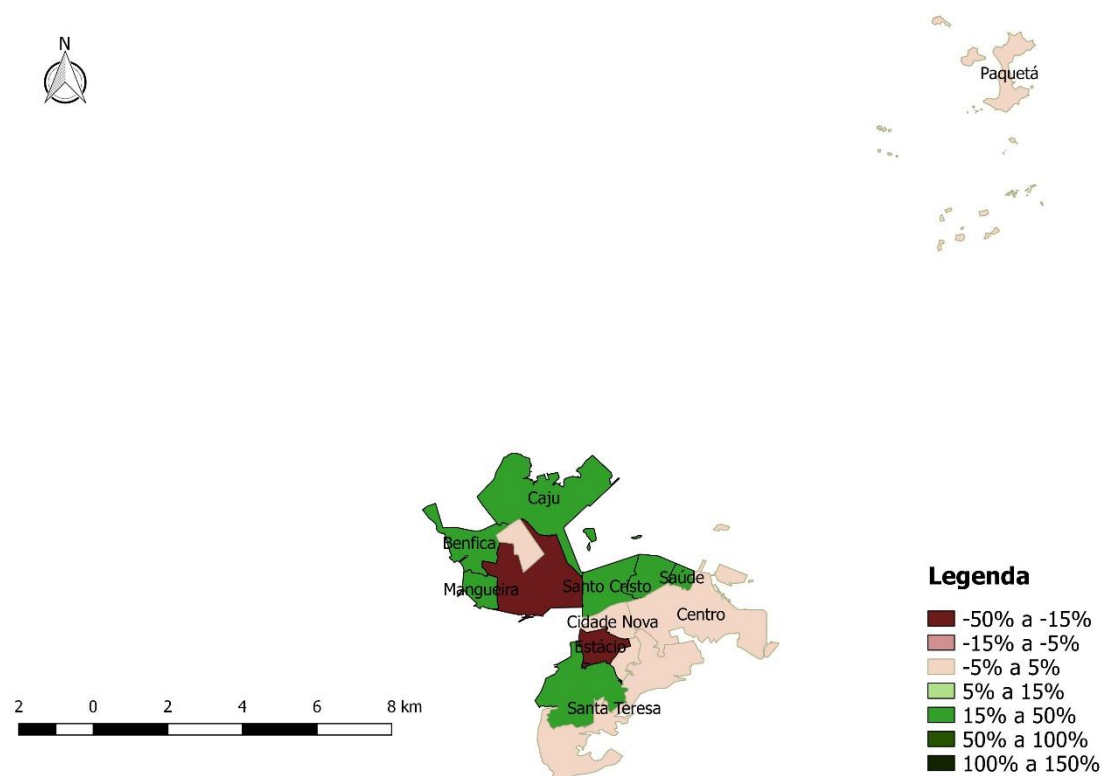 N
Paquetá
Caju
Benfica
Mangueira
Santo Cristo
Saúde
Centro
Cidade Nova
Estácio
Santa Teresa
2 0 2 4 6 8 km
Legenda
-50% a -15%
-15% a -5%
-5% a 5%
5% a 15%
15% a 50%
50% a 100%
100% a 150%